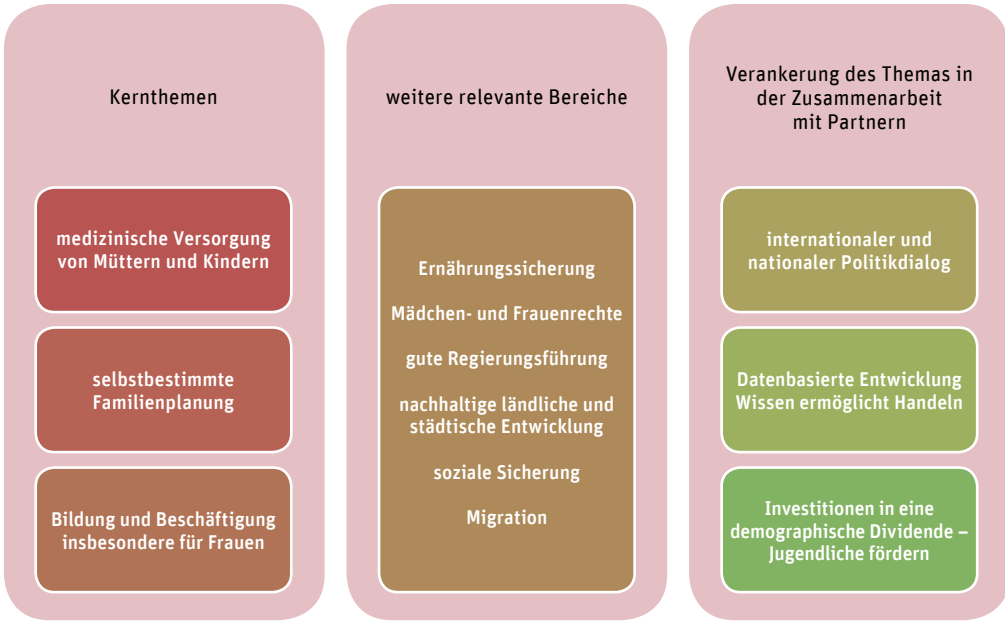 Kernthemen
medizinische Versorgung
von Müttern und Kindern
selbstbestimmte
Familienplanung
Bildung und Beschäftigung
insbesondere für Frauen
weitere relevante Bereiche
Ernährungssicherung
Mädchen- und Frauenrechte
gute Regierungsführung
nachhaltige ländliche und
städtische Entwicklung
soziale Sicherung
Migration
Verankerung des Themas in
der Zusammenarbeit
mit Partnern
internationaler und
nationaler Politikdialog
Datenbasierte Entwicklung
Wissen ermöglicht Handeln
Investitionen in eine
demographische Dividende –
Jugendliche fördern